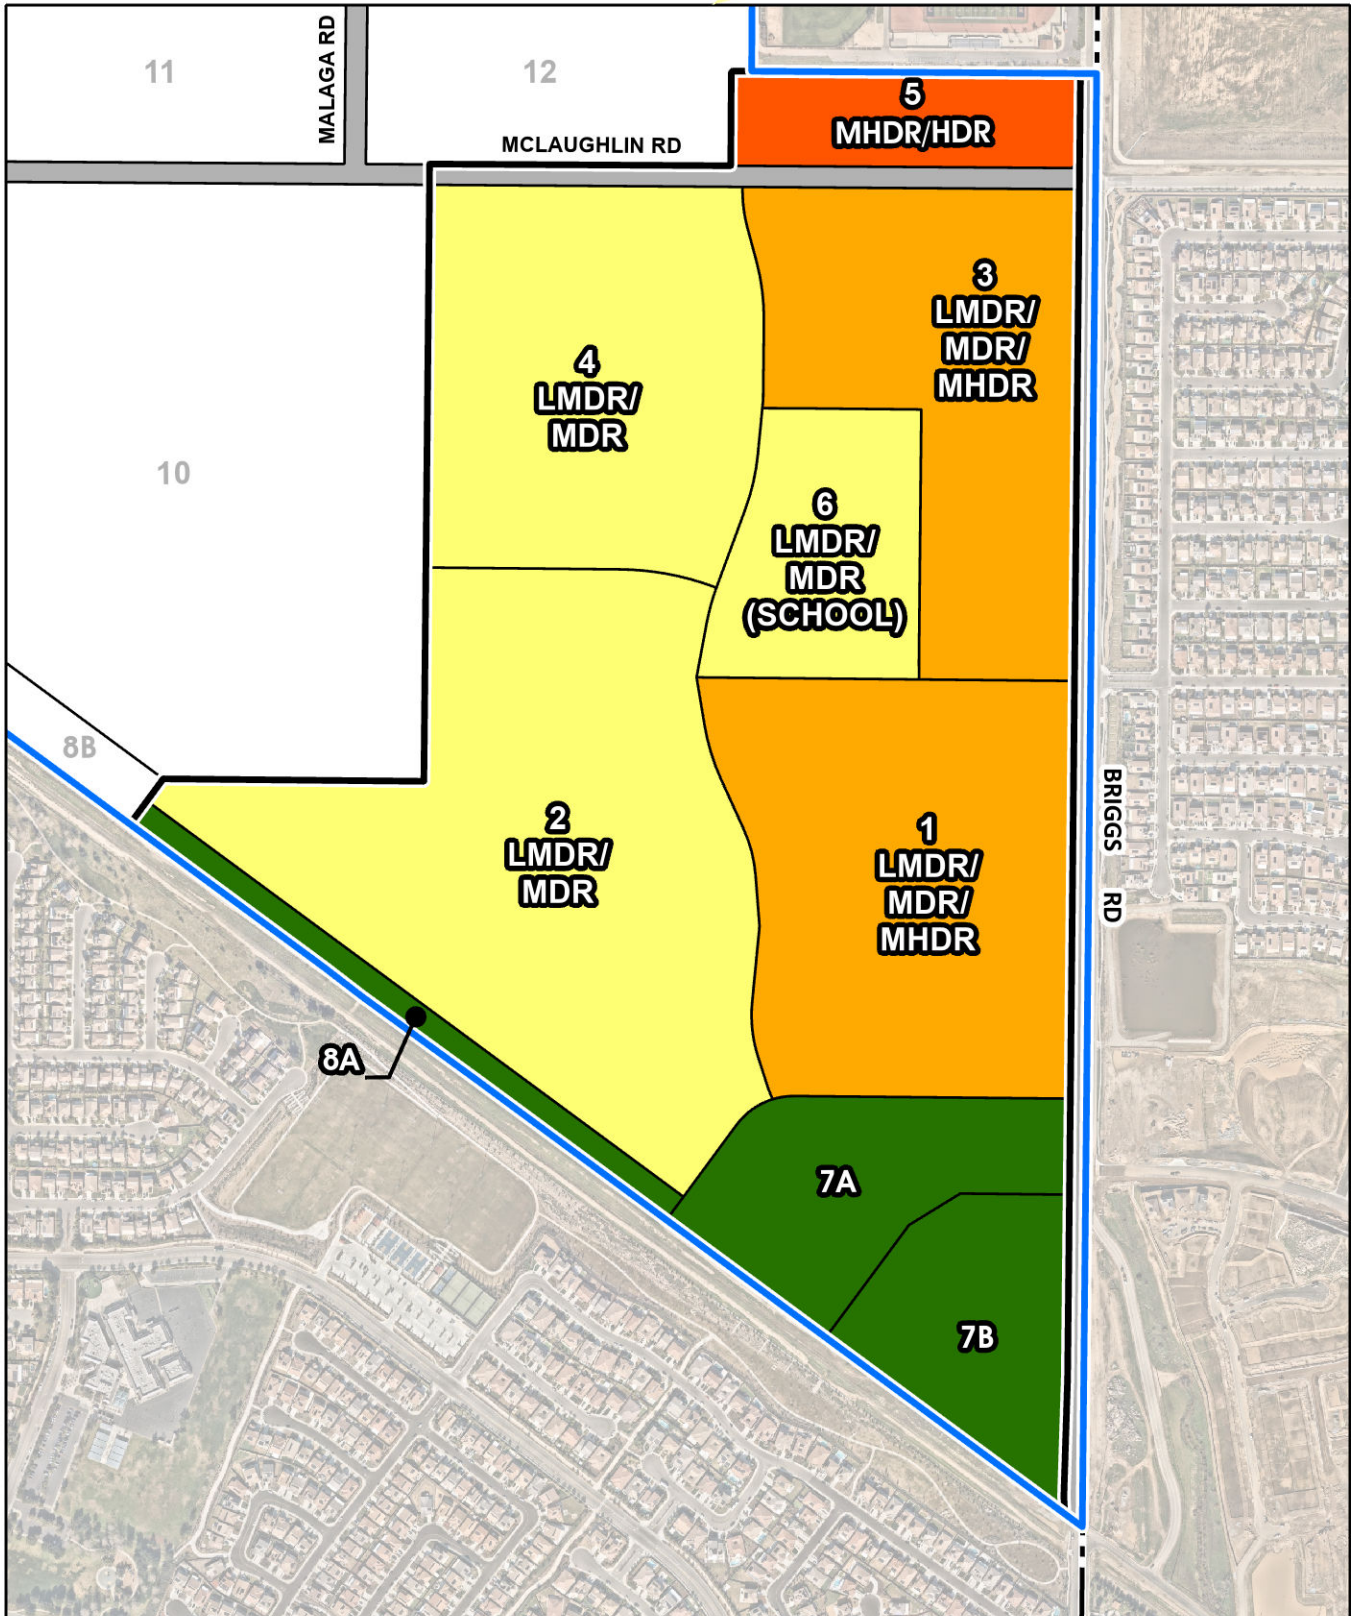 11
MALAGA RD
12
MCLAUGHLIN RD
5
MHDR/HDR
3
LMDR/
MDR/
MHDR
4
LMDR/
MDR
10
6
LMDR/
MDR
(SCHOOL)
8B
2
LMDR/
MDR
1
LMDR/
MDR/
MHDR
BRIGGS RD
8A
7A
7B